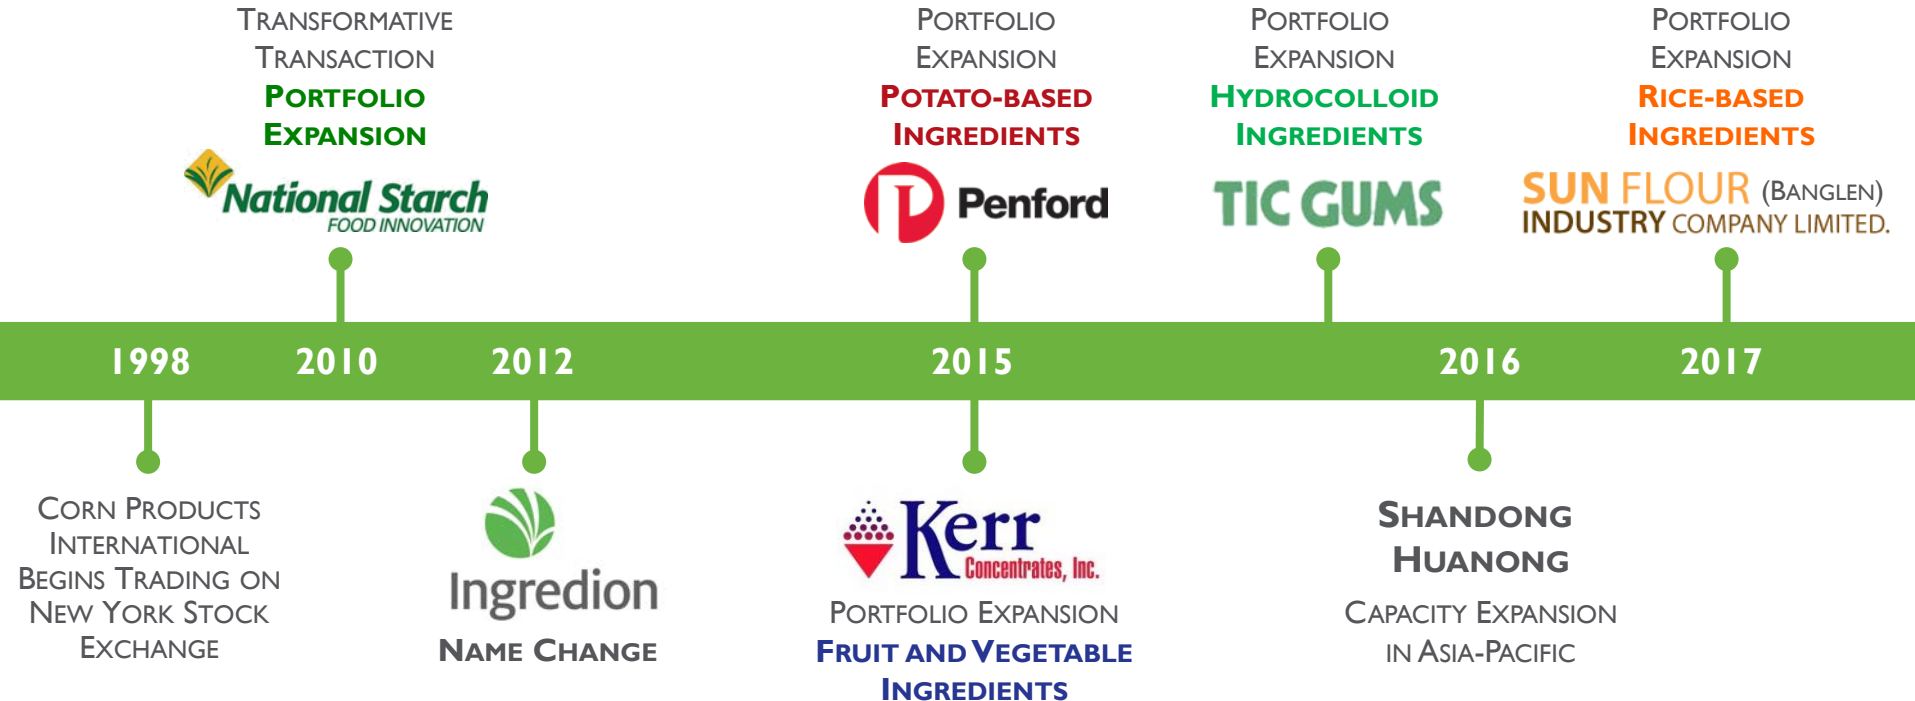 TRANSFORMATIVE
TRANSACTION
PORTFOLIO
EXPANSION
National Starch
FOOD INNOVATION
PORTFOLIO
EXPANSION
POTATO-BASED
INGREDIENTS
Penford
PORTFOLIO
EXPANSION
HYDROCOLLOID
INGREDIENTS
TIC GUMS
PORTFOLIO
EXPANSION
RICE-BASED
INGREDIENTS
SUN FLOUR (BANGLEN)
INDUSTRY COMPANY LIMITED.
1998 2010 2012 2015 2016 2017
CORN PRODUCTS
INTERNATIONAL
BEGINS TRADING ON
NEW YORK STOCK
EXCHANGE
Ingredion
NAME CHANGE
Kerr
Concentrates, Inc.
PORTFOLIO EXPANSION
FRUIT AND VEGETABLE
INGREDIENTS
SHANDONG
HUANONG
CAPACITY EXPANSION
IN ASIA-PACIFIC